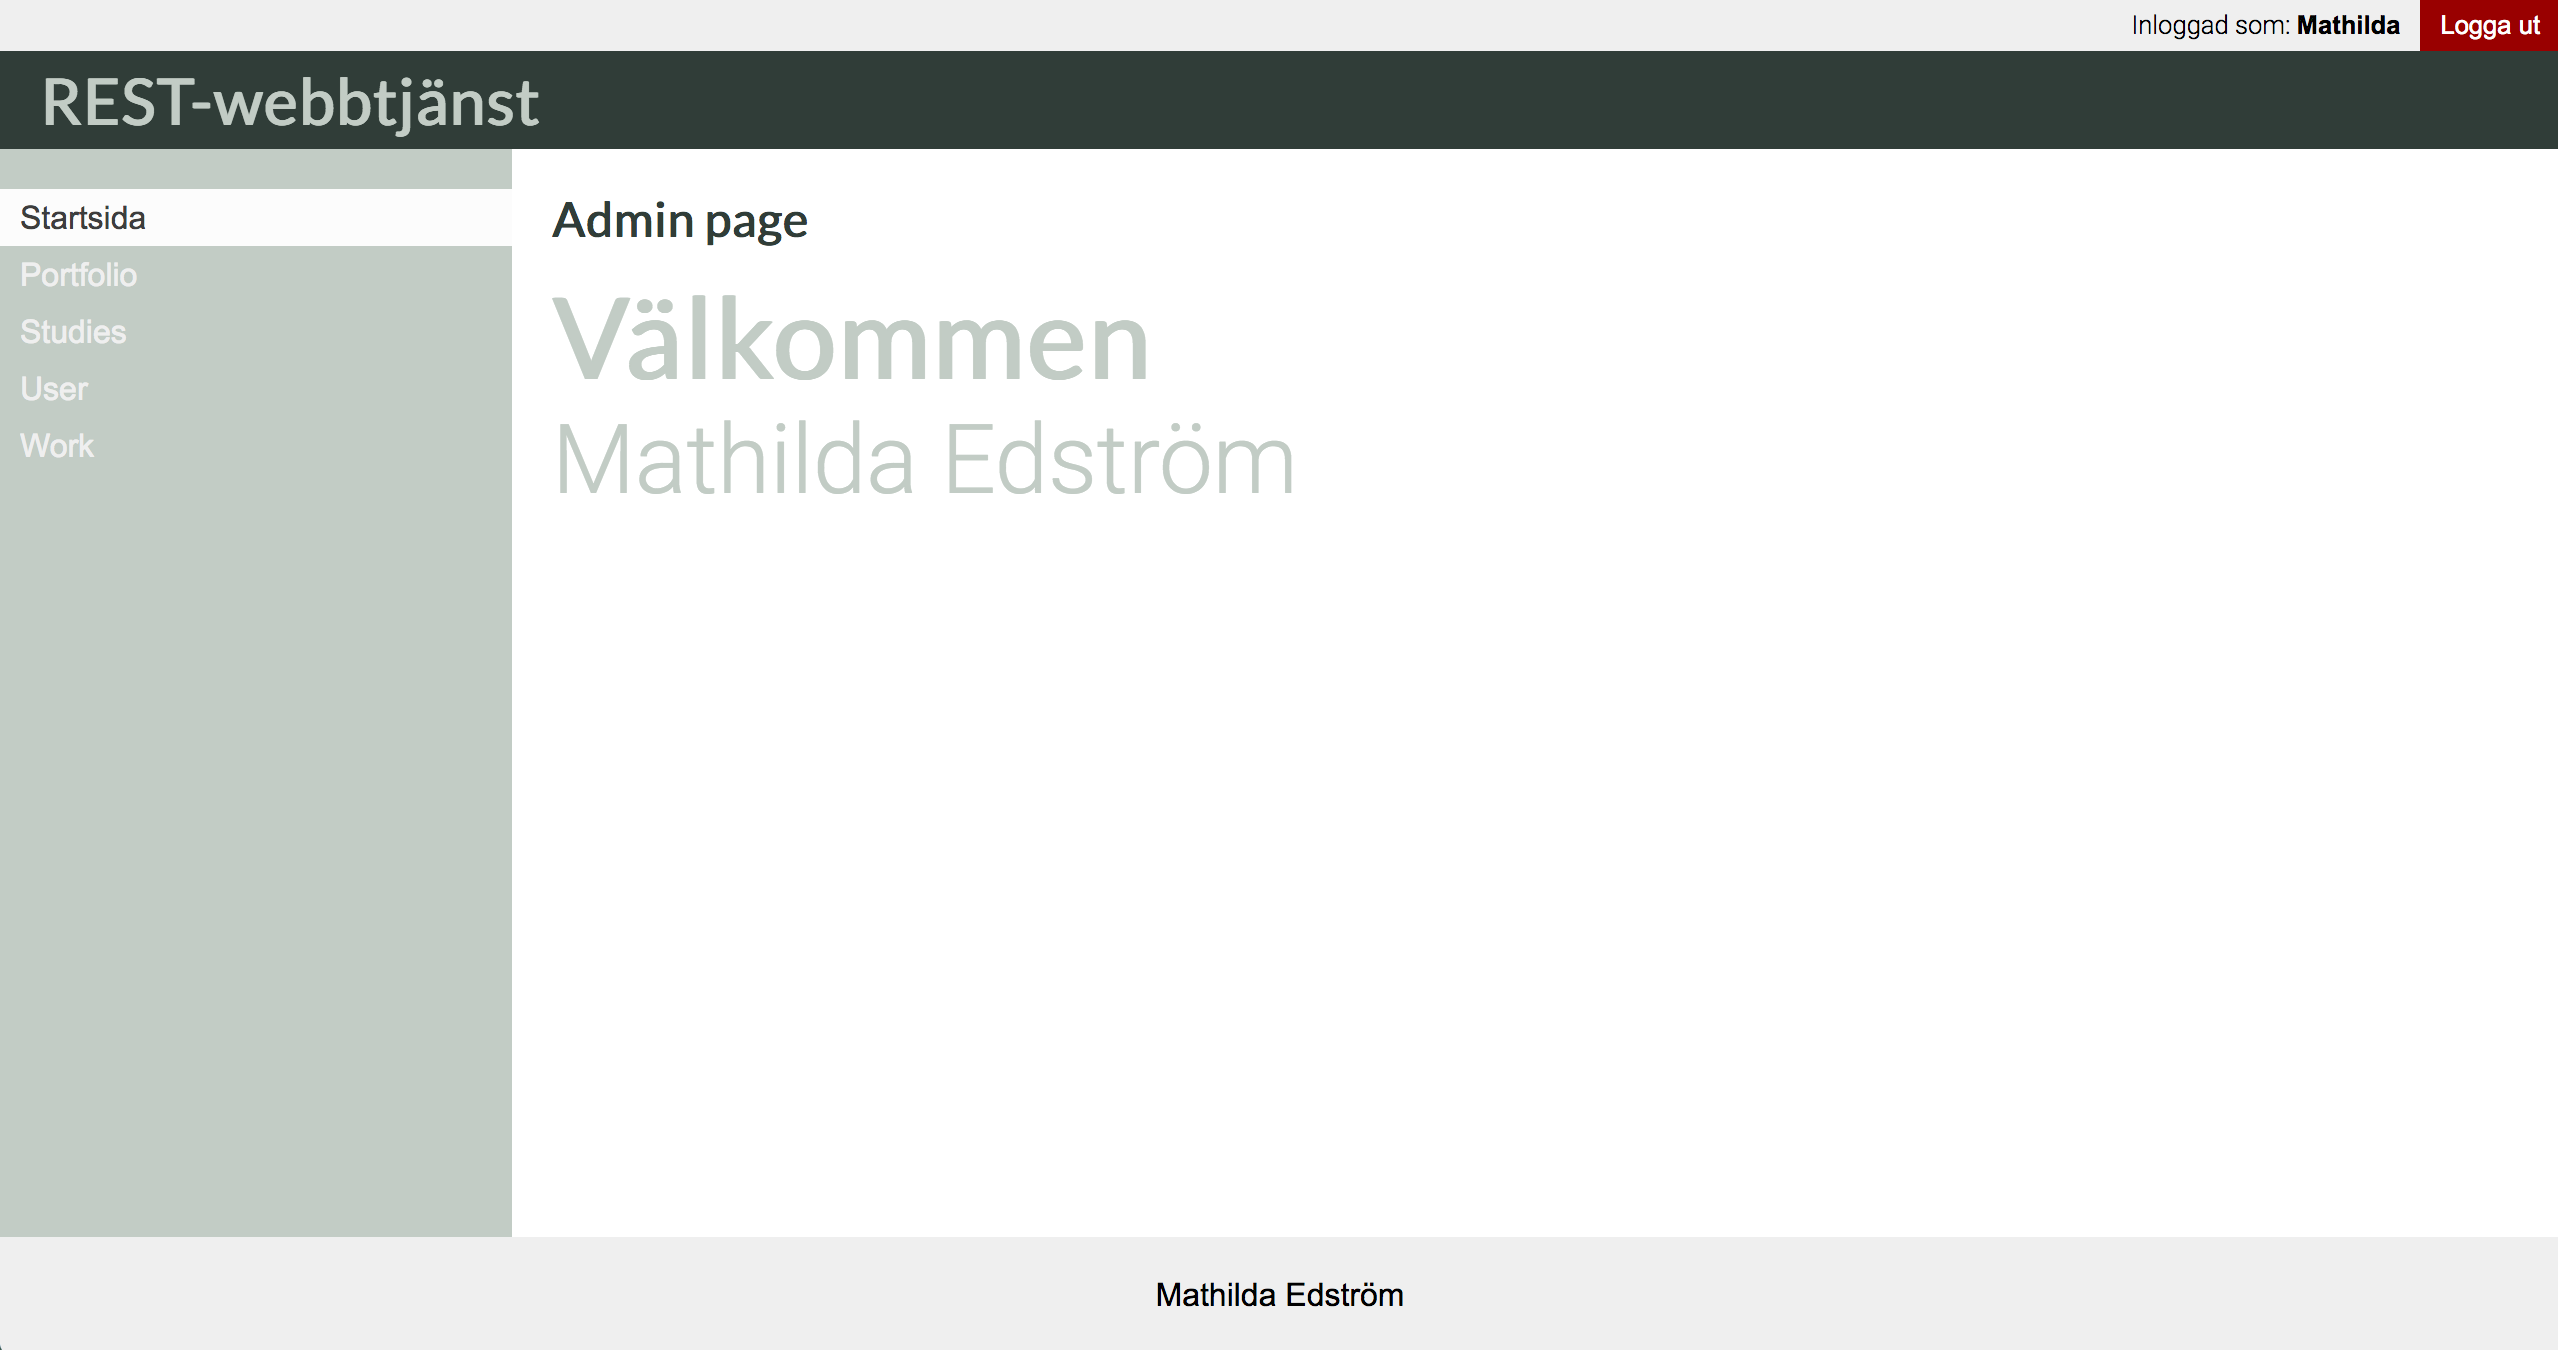 Inloggad som: Mathilda Logga ut
REST-webbtjänst
Startsida
Portfolio
Studies
User
Work
Admin page
Välkommen
Mathilda Edström
Mathilda Edström